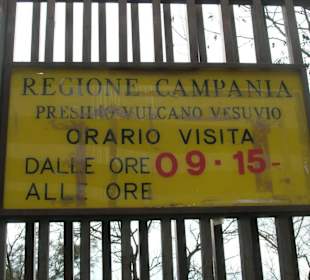 REGIONE CAMPANIA
PRESIDIO VULCANO VESUVIO
ORARIO VISITA
DALLE ORE 09·15-
ALLE ORE